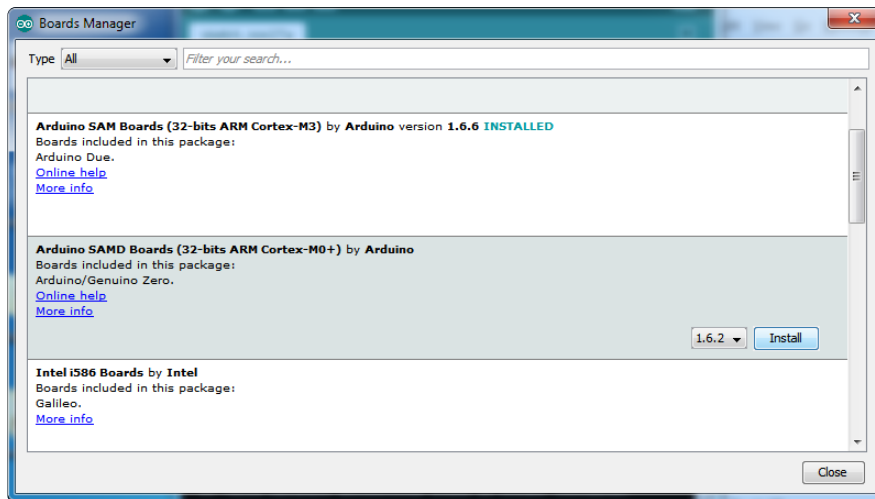 Boards Manager
Type All Filter your search...
Arduino SAM Boards (32-bits ARM Cortex-M3) by Arduino version 1.6.6 INSTALLED
Boards included in this package:
Arduino Due.
Online help
More info
Arduino SAMD Boards (32-bits ARM Cortex-M0+) by Arduino
Boards included in this package:
Arduino/Genuino Zero.
Online help
More info
1.6.2 Install
Intel i586 Boards by Intel
Boards included in this package:
Galileo.
More info
Close